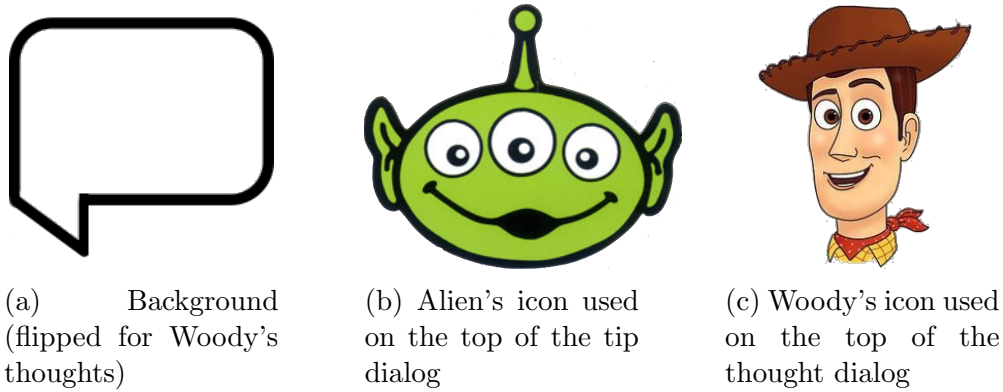 (a) Background
(flipped for Woody's
thoughts)
(b) Alien's icon used
on the top of the tip
dialog
(c) Woody's icon used
on the top of the
thought dialog